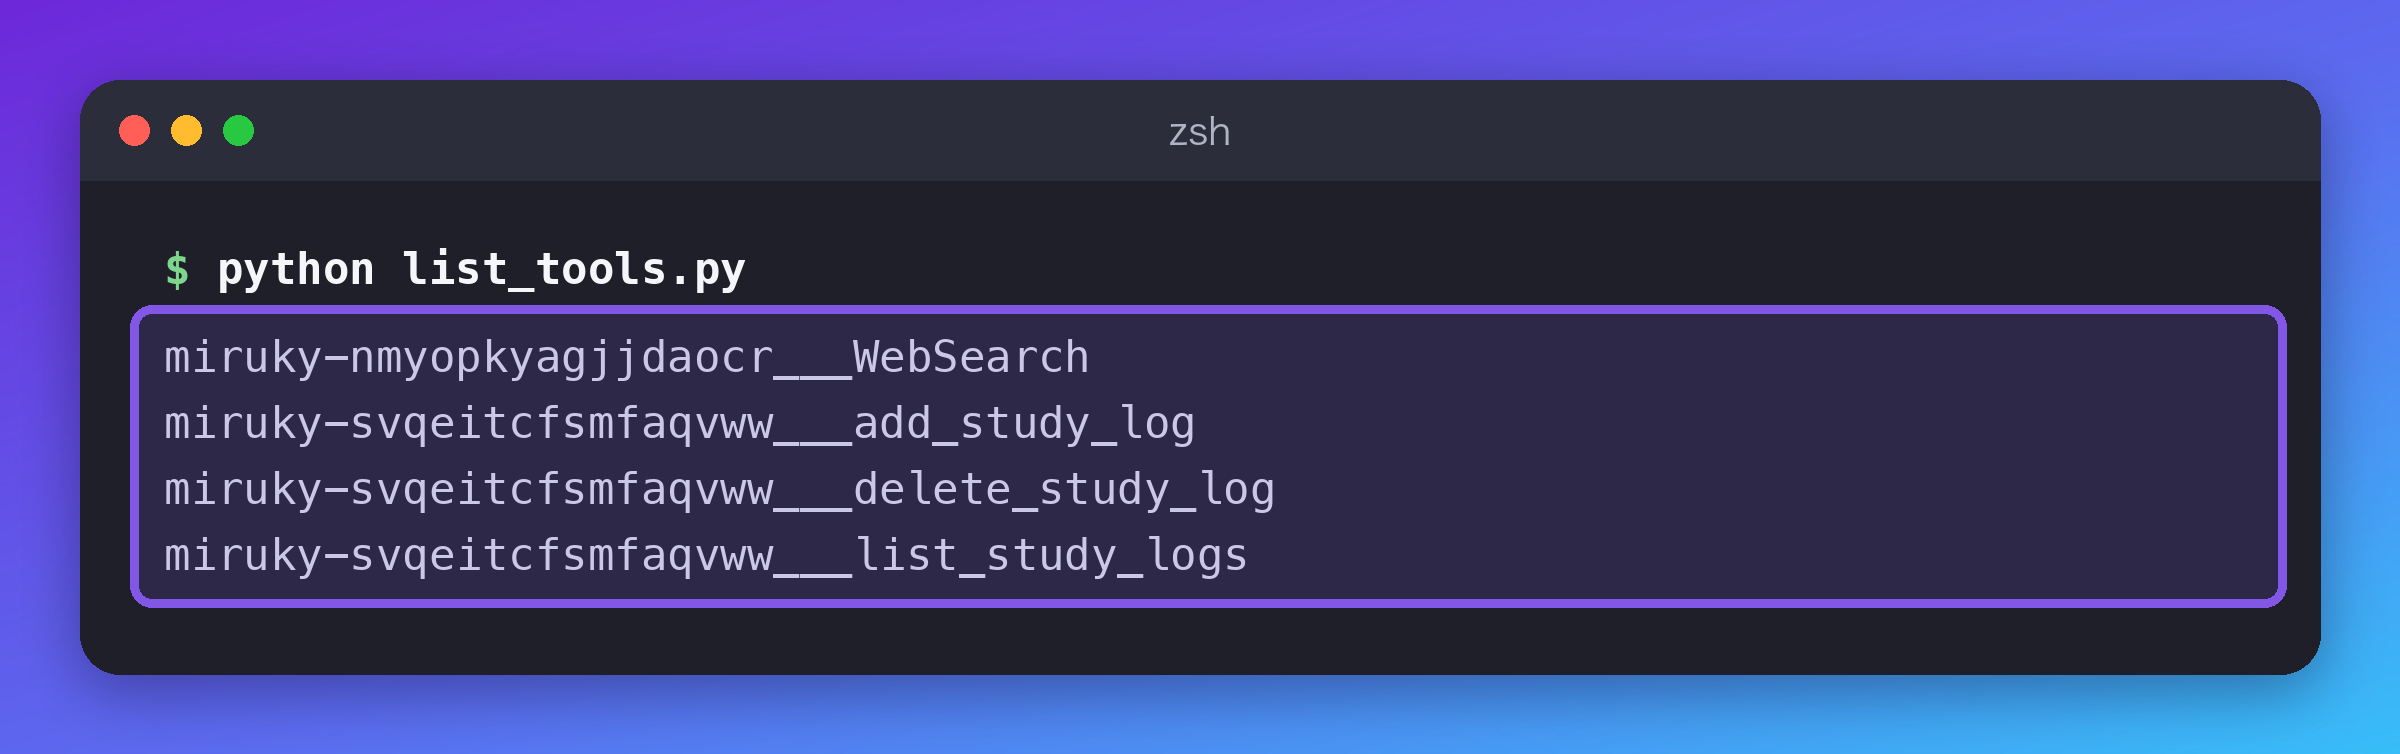 zsh
$ python list_tools.py
miruky-nmyopkyagjjdaocr___WebSearch
miruky-svqeitcfsmfaqvww___add_study_log
miruky-svqeitcfsmfaqvww___delete_study_log
miruky-svqeitcfsmfaqvww___list_study_logs